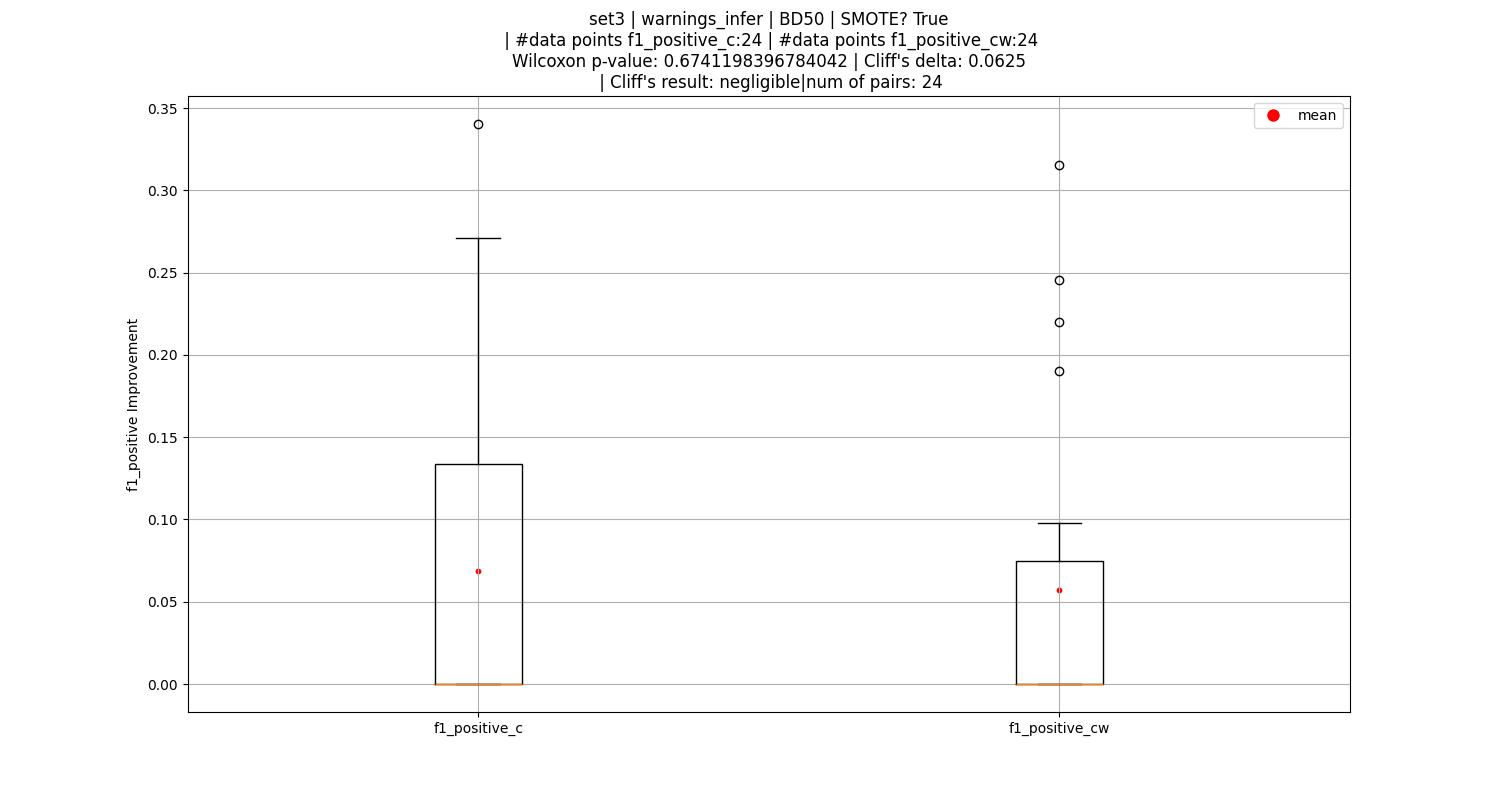 set3 | warnings_infer | BD50 | SMOTE? True
| #data points f1_positive_c:24 | #data points f1_positive_cw:24
Wilcoxon p-value: 0.6741198396784042 | Cliff's delta: 0.0625
| Cliff's result: negligible|num of pairs: 24
mean
0.35
0.30
0.25
0.20
0.15
0.10
0.05
0.00
f1_positive Improvement
f1_positive_c
f1_positive_cw